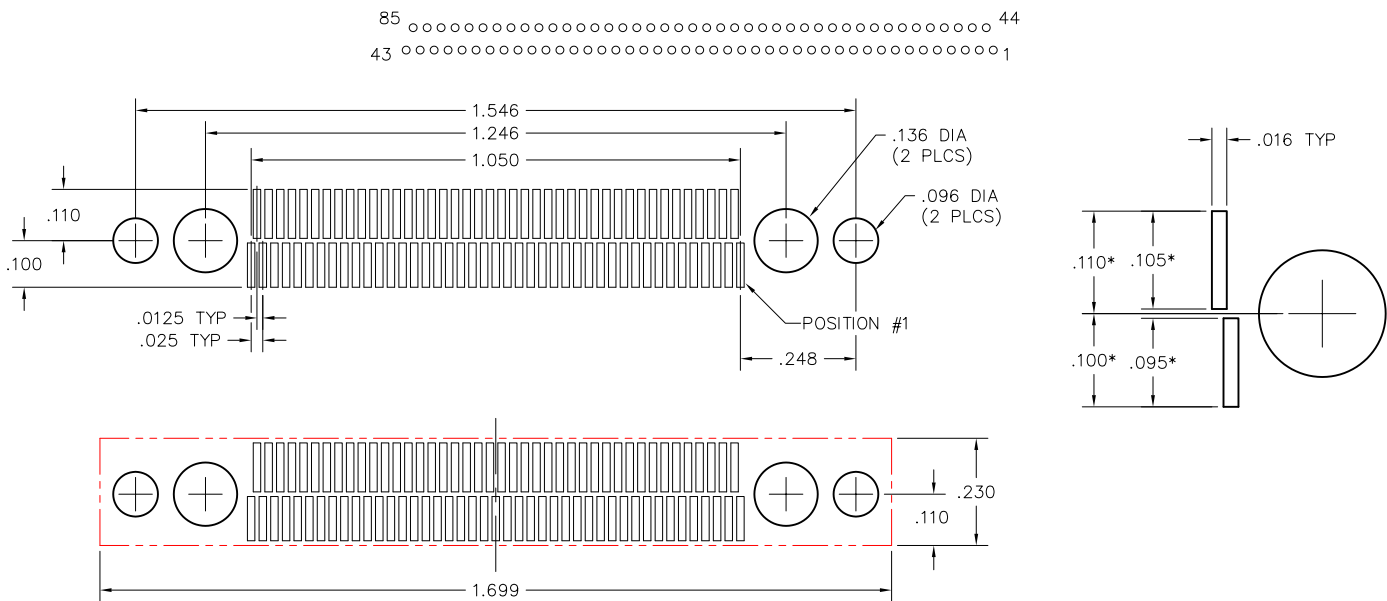 85
44
43
1
1.546
1.246
1.050
.136 DIA
(2 PLCS)
.096 DIA
(2 PLCS)
.016 TYP
.110
.100
.110*
.105*
.0125 TYP
.025 TYP
POSITION #1
.248
.100*
.095*
.230
.110
1.699